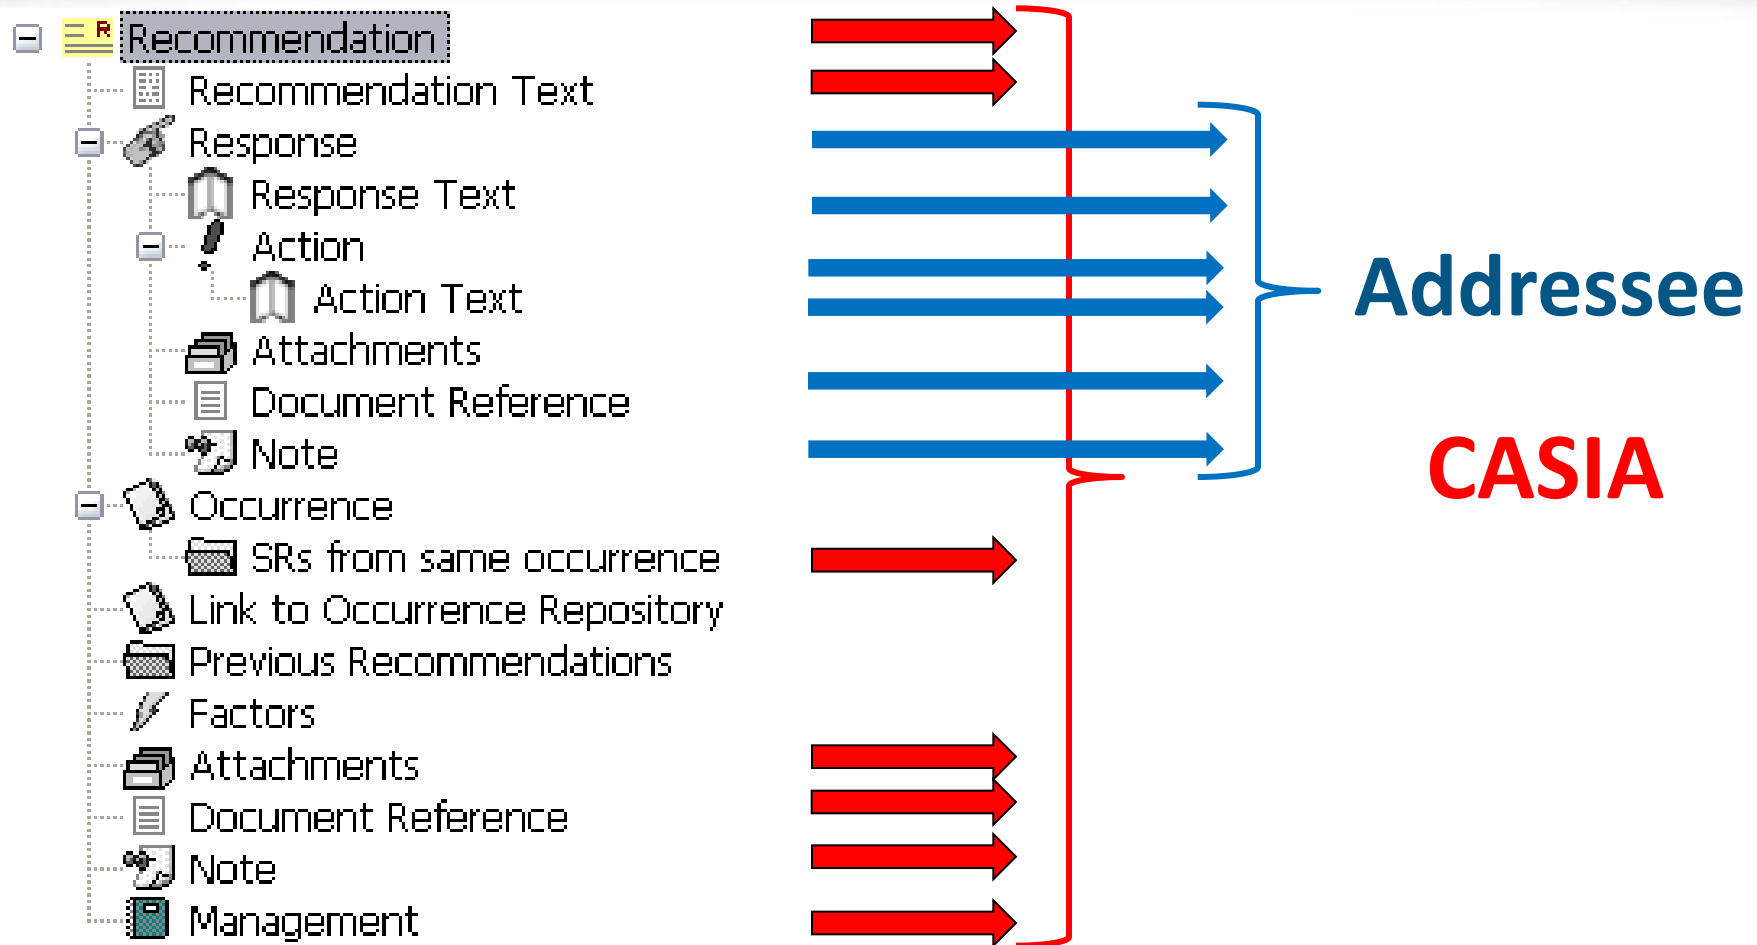 R
Recommendation
Recommendation Text
Response
Response Text
Action
Action Text
Attachments
Document Reference
Note
Occurrence
SRs from same occurrence
Link to Occurrence Repository
Previous Recommendations
Factors
Attachments
Document Reference
Note
Management
Addressee
CASIA